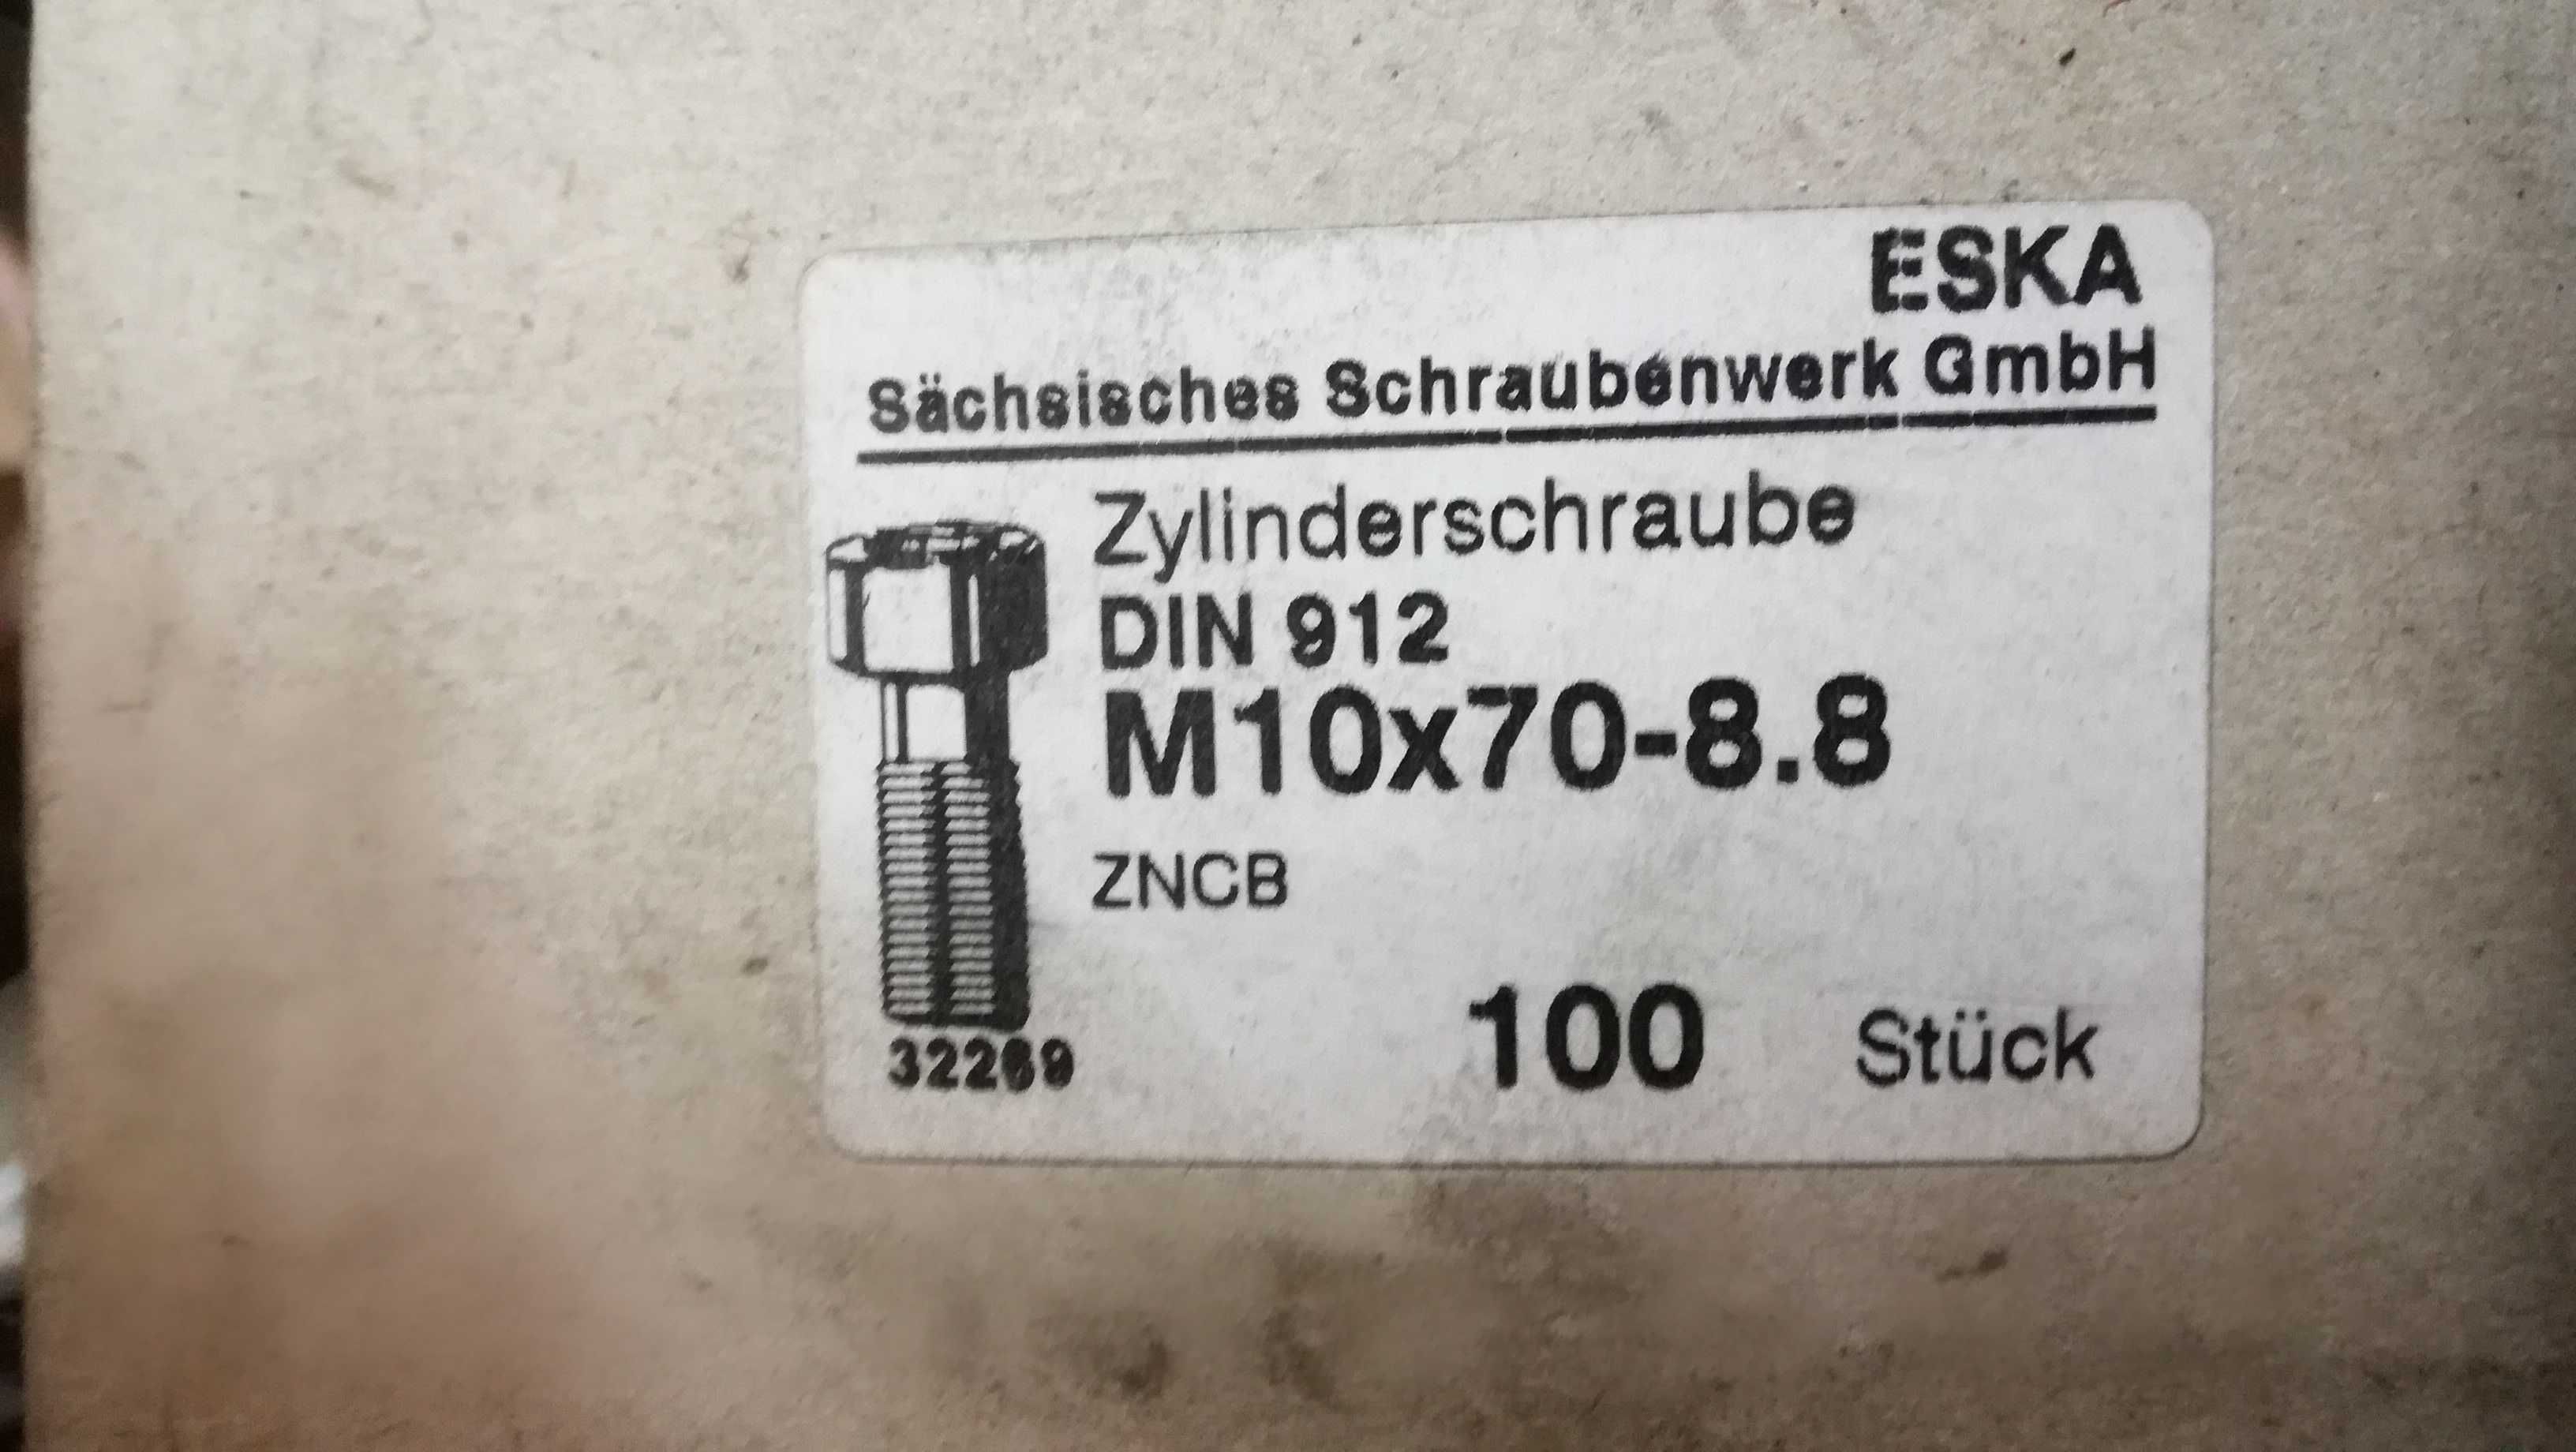 ESKA
Sächsisches Schraubenwerk GmbH
Zylinderschraube
DIN 912
M10x70-8.8
ZNCB
100 Stück
32269